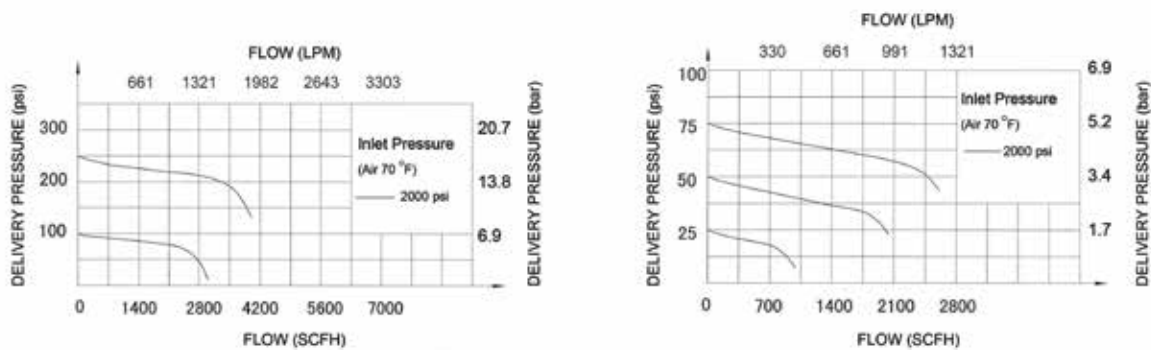 FLOW (LPM)
661 1321 1982 2643 3303
DELIVERY PRESSURE (psi)
300
200
100
20.7
13.8
6.9
DELIVERY PRESSURE (bar)
Inlet Pressure
(Air 70 °F)
2000 psi
0 1400 2800 4200 5600 7000
FLOW (SCFH)
FLOW (LPM)
330 661 991 1321
DELIVERY PRESSURE (psi)
100
75
50
25
6.9
5.2
3.4
1.7
DELIVERY PRESSURE (bar)
Inlet Pressure
(Air 70 °F)
2000 psi
0 700 1400 2100 2800
FLOW (SCFH)